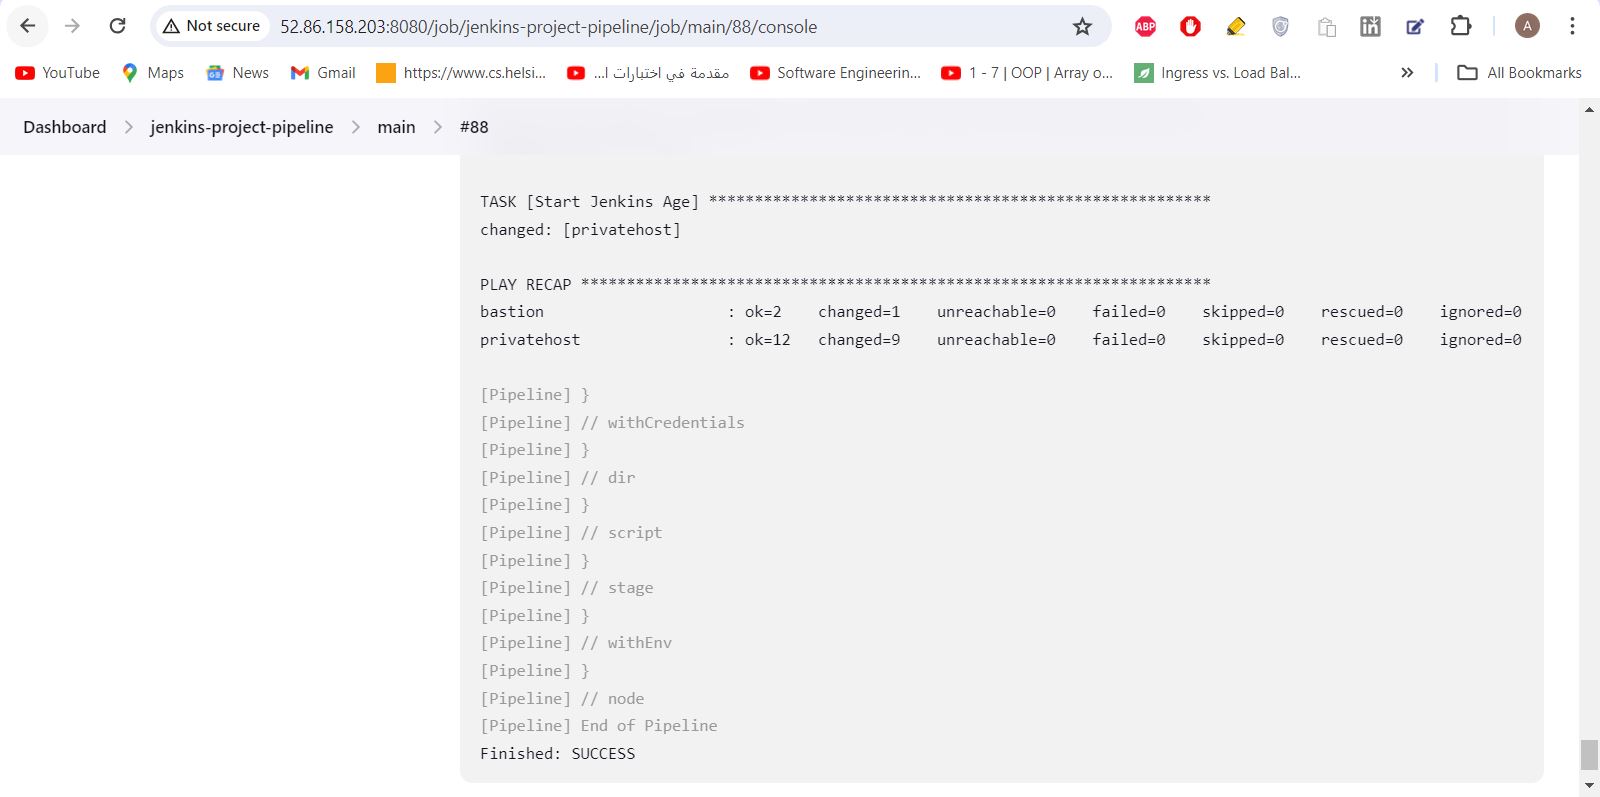 Not secure 52.86.158.203:8080/job/jenkins-project-pipeline/job/main/88/console ABP A
YouTube Maps News Gmail https://www.cs.helsi... مقدمة في اختبارات ا... Software Engineerin... 1 - 7 | OOP | Array o... Ingress vs. Load Bal... » All Bookmarks
Dashboard > jenkins-project-pipeline > main > #88
TASK [Start Jenkins Age] *******************************************************
changed: [privatehost]
PLAY RECAP *********************************************************************
bastion : ok=2 changed=1 unreachable=0 failed=0 skipped=0 rescued=0 ignored=0
privatehost : ok=12 changed=9 unreachable=0 failed=0 skipped=0 rescued=0 ignored=0
[Pipeline] }
[Pipeline] // withCredentials
[Pipeline] }
[Pipeline] // dir
[Pipeline] }
[Pipeline] // script
[Pipeline] }
[Pipeline] // stage
[Pipeline] }
[Pipeline] // withEnv
[Pipeline] }
[Pipeline] // node
[Pipeline] End of Pipeline
Finished: SUCCESS